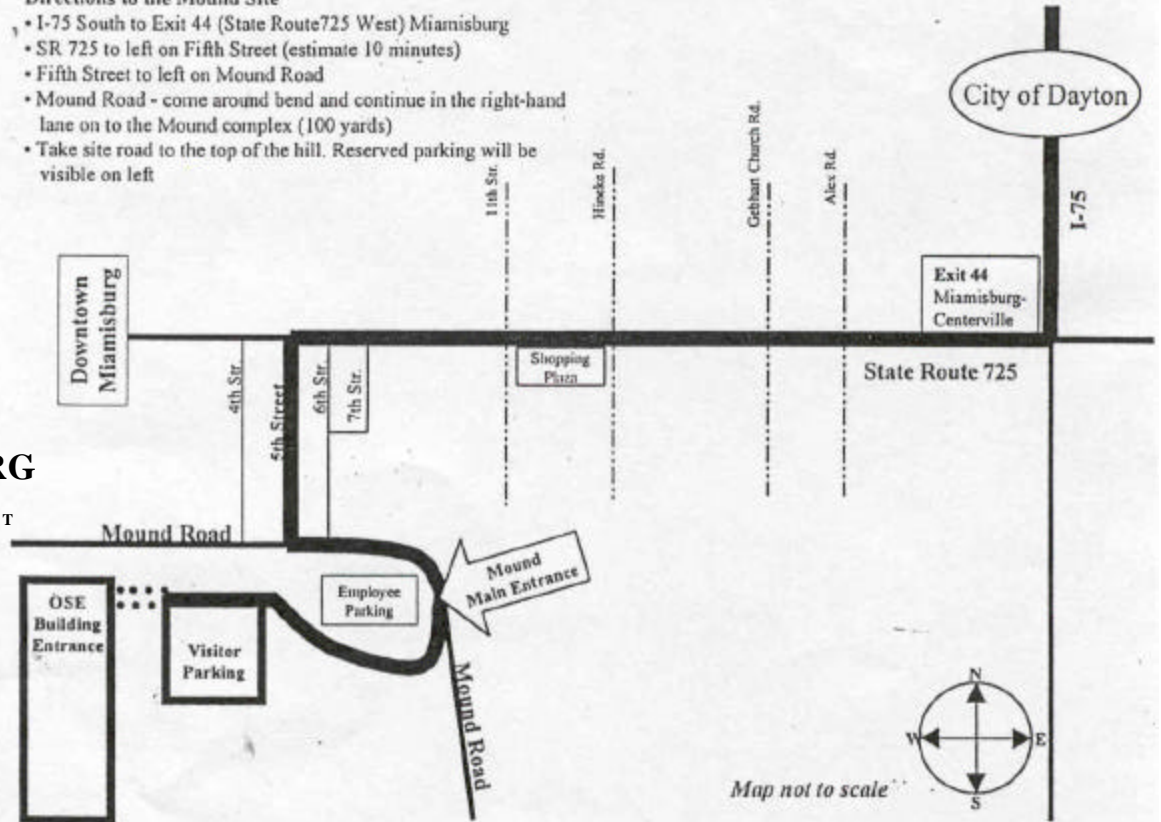 Directions to the Mound Site
• I-75 South to Exit 44 (State Route725 West) Miamisburg
• SR 725 to left on Fifth Street (estimate 10 minutes)
• Fifth Street to left on Mound Road
• Mound Road - come around bend and continue in the right-hand
lane on to the Mound complex (100 yards)
• Take site road to the top of the hill. Reserved parking will be
visible on left
City of Dayton
I-75
11th Str.
Gebhart Church Rd.
Alex Rd.
Exit 44
Miamisburg-
Centerville
Downtown
Miamisburg
Shopping
Plaza
State Route 725
4th Str.
5th Street
6th Str.
7th Str.
RG
T
Mound Road
Mound
Main Entrance
Employee
Parking
OSE
Building
Entrance
Visitor
Parking
Mound Road
N
W
E
S
Map not to scale